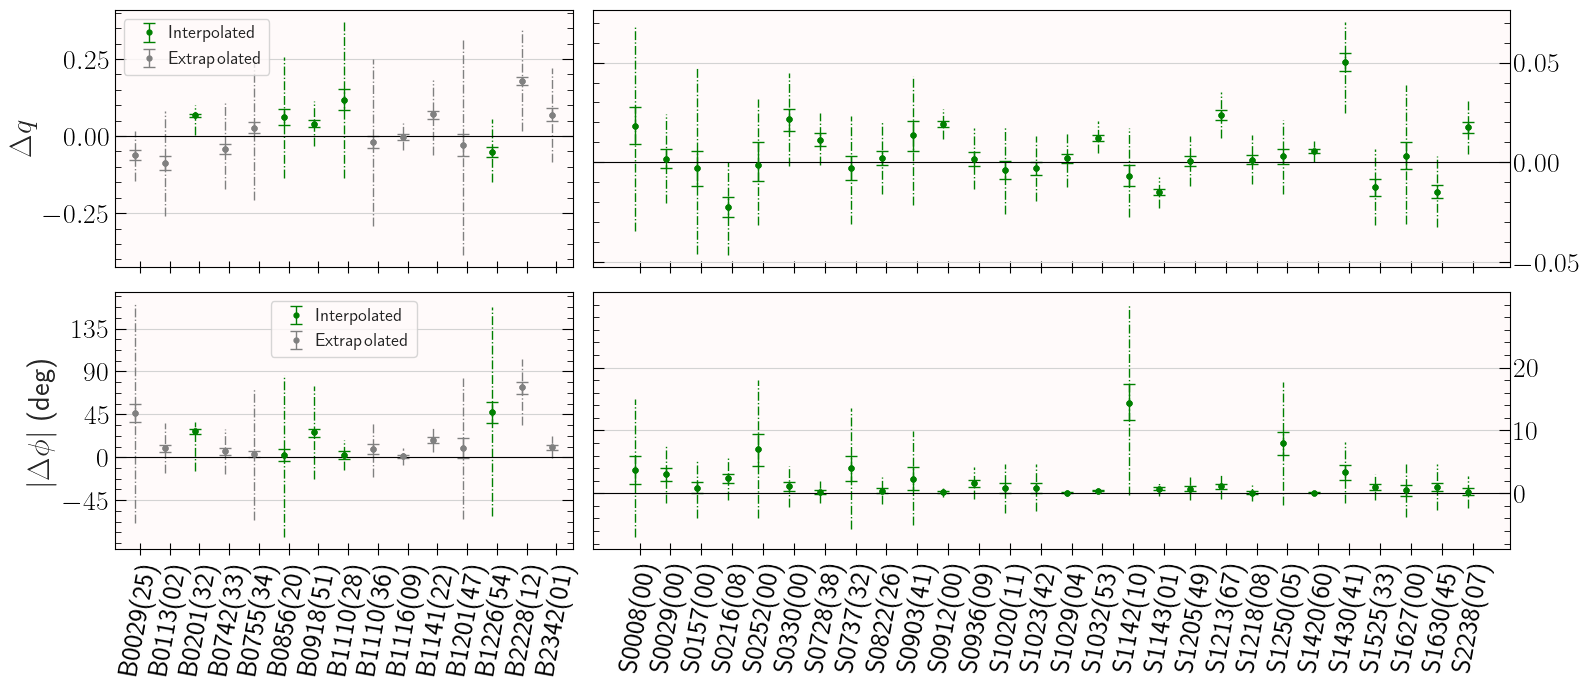 Interpolated
Extrapolated
0.25
0.00
−0.25
Δq
0.05
0.00
−0.05
Interpolated
Extrapolated
135
90
45
0
−45
|Δϕ| (deg)
20
10
0
B0029(25)
B0113(02)
B0201(32)
B0742(33)
B0755(34)
B0856(20)
B0918(51)
B1110(28)
B1110(36)
B1116(09)
B1141(22)
B1201(47)
B1226(54)
B2228(12)
B2342(01)
S0008(00)
S0029(00)
S0157(00)
S0216(08)
S0252(00)
S0330(00)
S0728(38)
S0737(32)
S0822(26)
S0903(41)
S0912(00)
S0936(09)
S1020(11)
S1023(42)
S1029(04)
S1032(53)
S1142(10)
S1143(01)
S1205(49)
S1213(67)
S1218(08)
S1250(05)
S1420(60)
S1430(41)
S1525(33)
S1627(00)
S1630(45)
S2238(07)